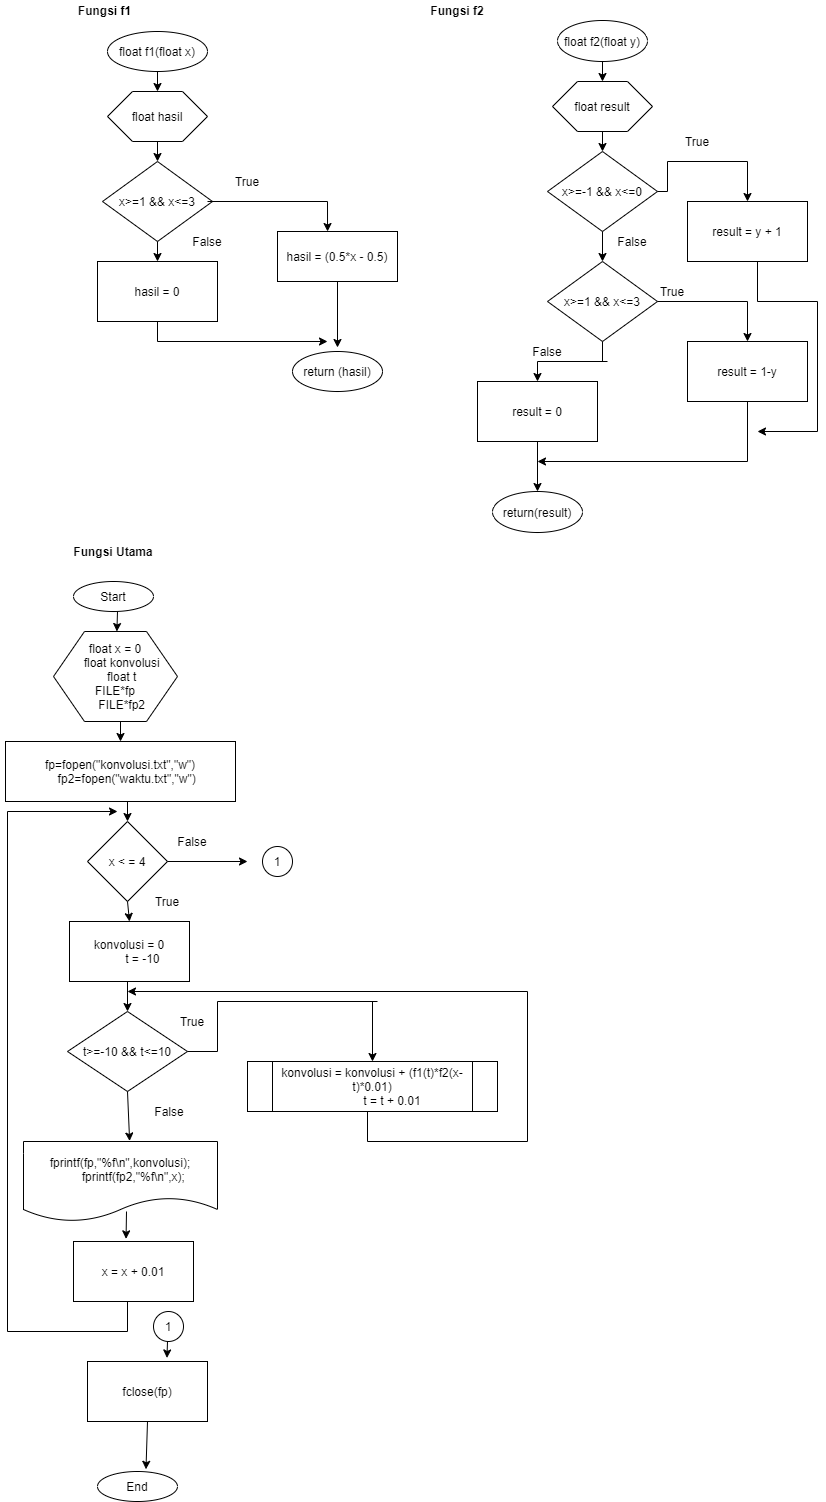 Fungsi f1
float f1(float x)
float hasil
x>=1 && x<=3
True
False
hasil = (0.5*x - 0.5)
hasil = 0
return (hasil)
Fungsi f2
float f2(float y)
float result
True
x>=-1 && x<=0
result = y + 1
False
x>=1 && x<=3
True
False
result = 1-y
result = 0
return(result)
Fungsi Utama
Start
float x = 0
float konvolusi
float t
FILE*fp
FILE*fp2
fp=fopen("konvolusi.txt","w")
fp2=fopen("waktu.txt","w")
False
x < = 4
1
True
konvolusi = 0
t = -10
True
t>=-10 && t<=10
konvolusi = konvolusi + (f1(t)*f2(x-
t)*0.01)
t = t + 0.01
False
fprintf(fp,"%f\n",konvolusi);
fprintf(fp2,"%f\n",x);
x = x + 0.01
1
fclose(fp)
End